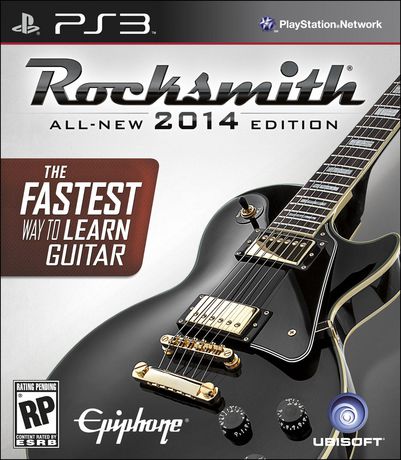 PS3
PlayStation®Network
Rocksmith®
ALL-NEW 2014 EDITION
THE
FASTEST
WAY TO LEARN
GUITAR
RATING PENDING
RP
CONTENT RATED BY
ESRB
Epiphone®
UBISOFT®